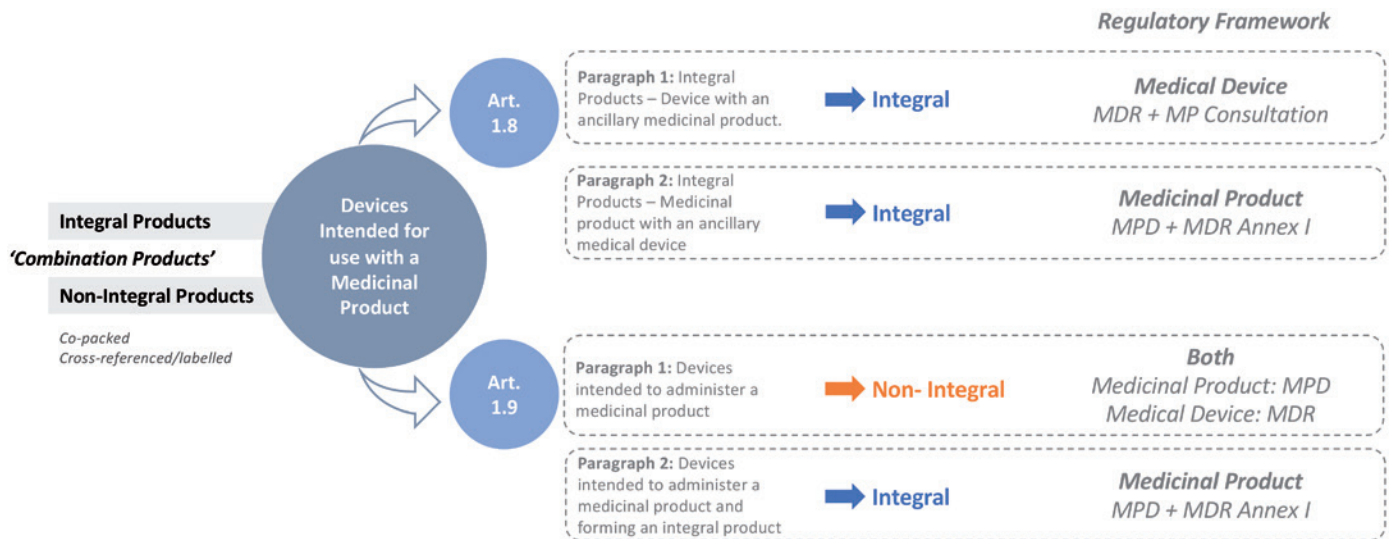 Regulatory Framework
Integral Products
'Combination Products'
Non-Integral Products
Co-packed
Cross-referenced/labelled
Devices
Intended for
use with a
Medicinal
Product
Art.
1.8
Paragraph 1: Integral
Products – Device with an
ancillary medicinal product.
Integral
Medical Device
MDR + MP Consultation
Paragraph 2: Integral
Products – Medicinal
product with an ancillary
medical device
Integral
Medicinal Product
MPD + MDR Annex I
Art.
1.9
Paragraph 1: Devices
intended to administer a
medicinal product
Non- Integral
Both
Medicinal Product: MPD
Medical Device: MDR
Paragraph 2: Devices
intended to administer a
medicinal product and
forming an integral product
Integral
Medicinal Product
MPD + MDR Annex I